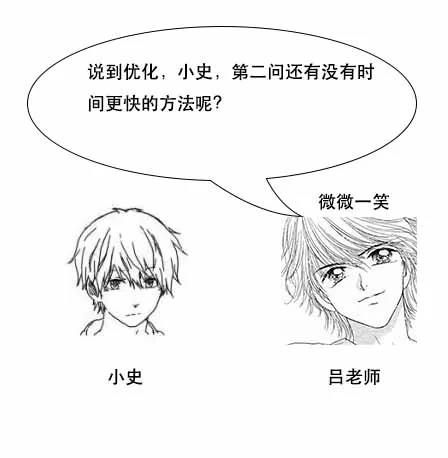 说到优化，小史，第二问还有没有时
间更快的方法呢？
微微一笑
小史
吕老师